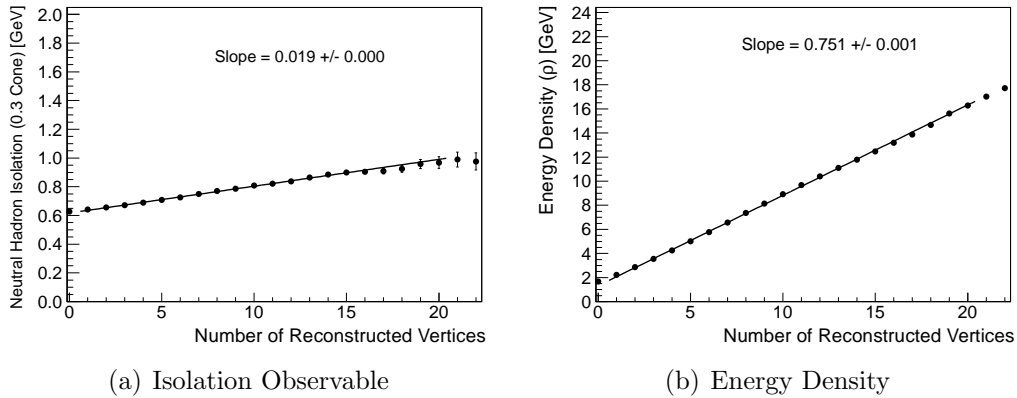 Neutral Hadron Isolation (0.3 Cone) [GeV]
2.0
1.8
1.6
1.4
1.2
1.0
0.8
0.6
0.4
0.2
0.0
Slope = 0.019 +/- 0.000
0 5 10 15 20
Number of Reconstructed Vertices
(a) Isolation Observable
Energy Density (ρ) [GeV]
24
22
20
18
16
14
12
10
8
6
4
2
0
Slope = 0.751 +/- 0.001
0 5 10 15 20
Number of Reconstructed Vertices
(b) Energy Density